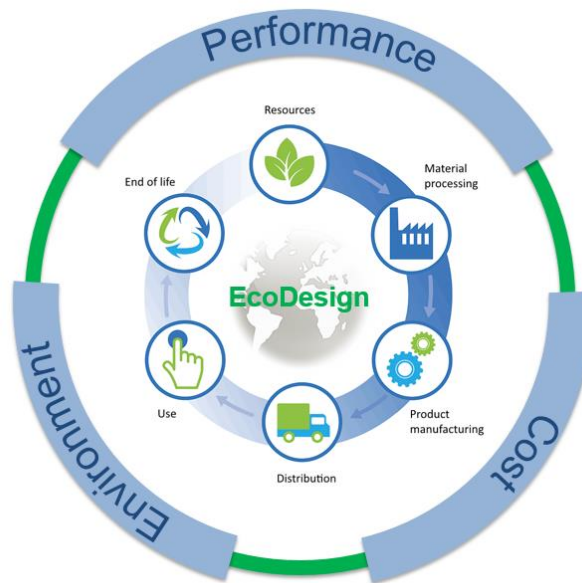 Performance
Resources
Material
processing
End of life
EcoDesign
Use
Product
manufacturing
Distribution
Environment
Cost